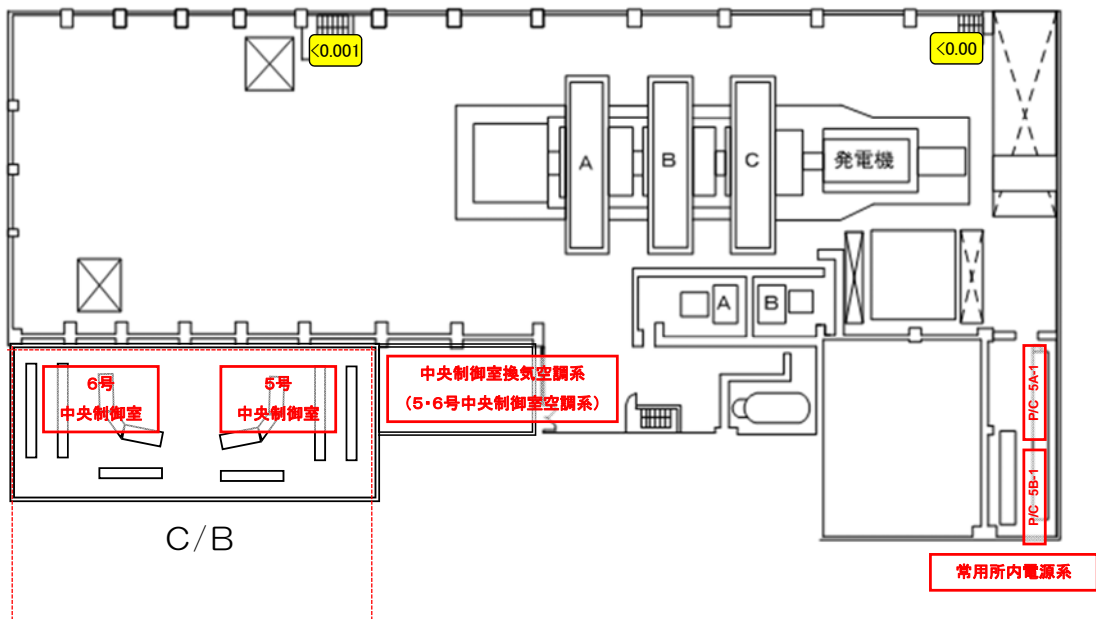 <0.001
<0.00
A
B
C
発電機
A
B
6号
中央制御室
5号
中央制御室
中央制御室換気空調系
（5・6号中央制御室空調系）
P/C 5A-1
P/C 5B-1
C/B
常用所内電源系